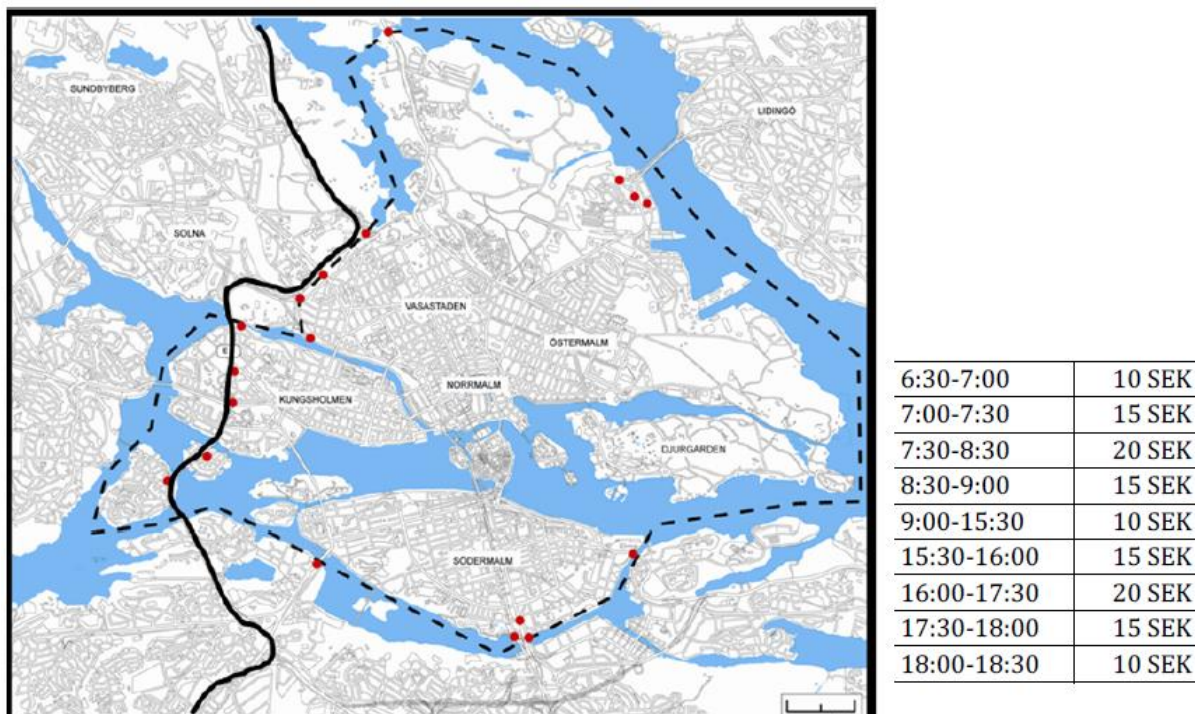 SUNDBYBERG
LIDINGÖ
SOLNA
VASASTADEN
ÖSTERMALM
NORRMALM
KUNGSHOLMEN
DJURGÅRDEN
SÖDERMALM
6:30-7:00 10 SEK
7:00-7:30 15 SEK
7:30-8:30 20 SEK
8:30-9:00 15 SEK
9:00-15:30 10 SEK
15:30-16:00 15 SEK
16:00-17:30 20 SEK
17:30-18:00 15 SEK
18:00-18:30 10 SEK